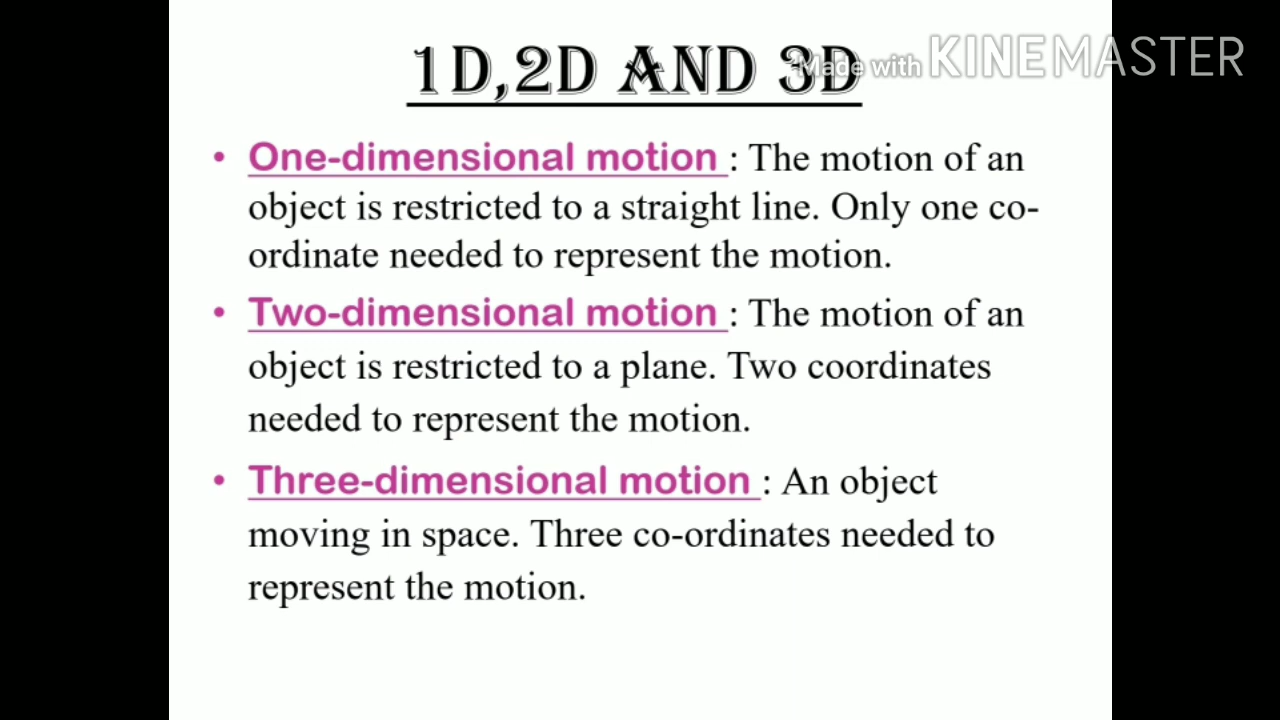 1D,2D AND 3D
Made with KINEMASTER
• One-dimensional motion : The motion of an
object is restricted to a straight line. Only one co-
ordinate needed to represent the motion.
• Two-dimensional motion : The motion of an
object is restricted to a plane. Two coordinates
needed to represent the motion.
• Three-dimensional motion : An object
moving in space. Three co-ordinates needed to
represent the motion.